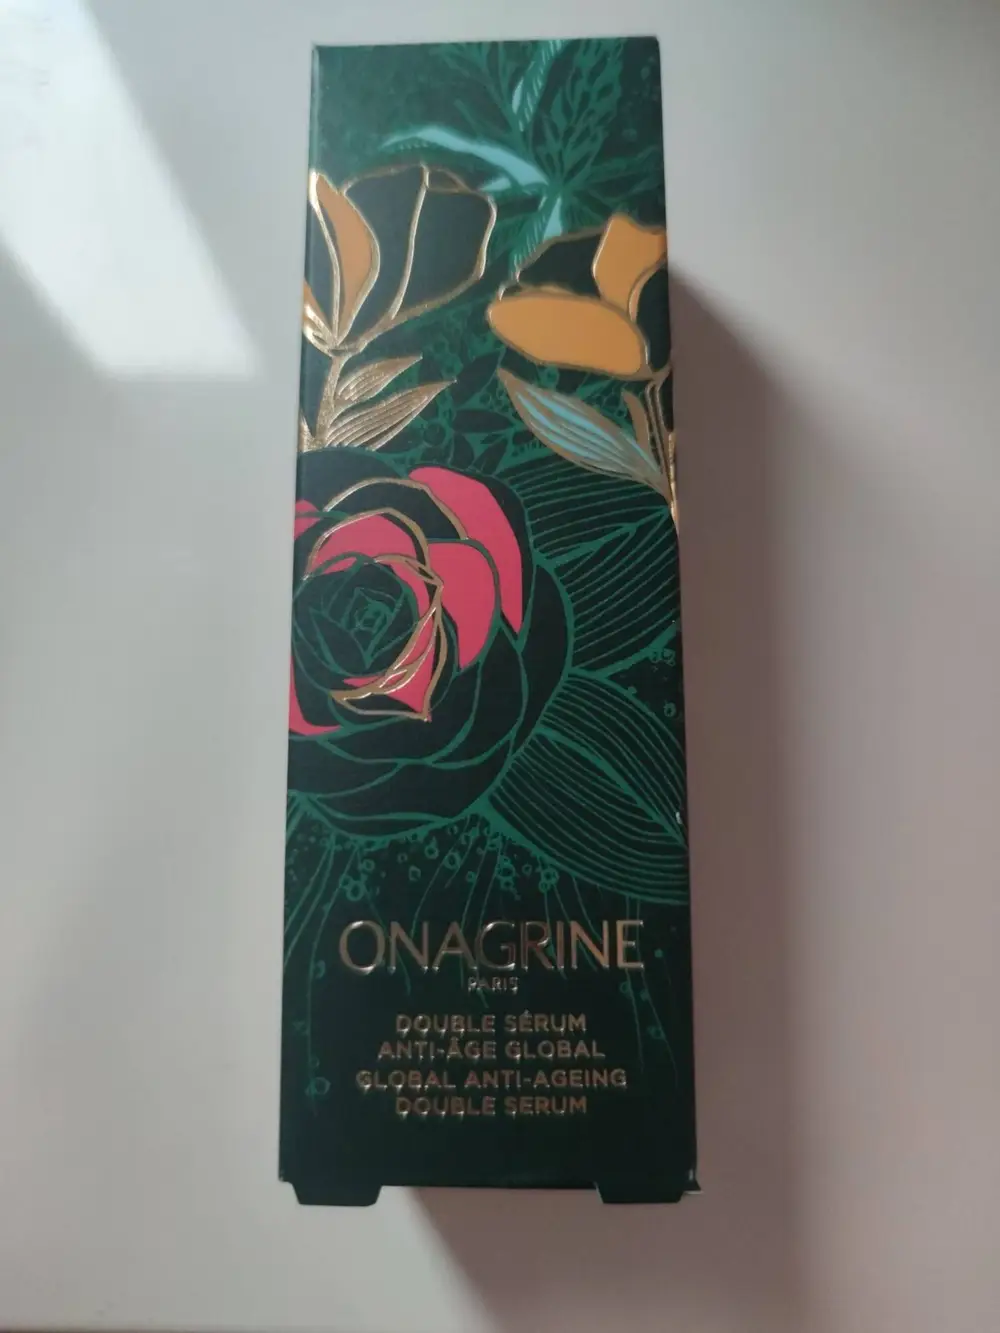 ONAGRINE
PARIS
DOUBLE SÉRUM
ANTI-ÂGE GLOBAL
GLOBAL ANTI-AGEING
DOUBLE SERUM